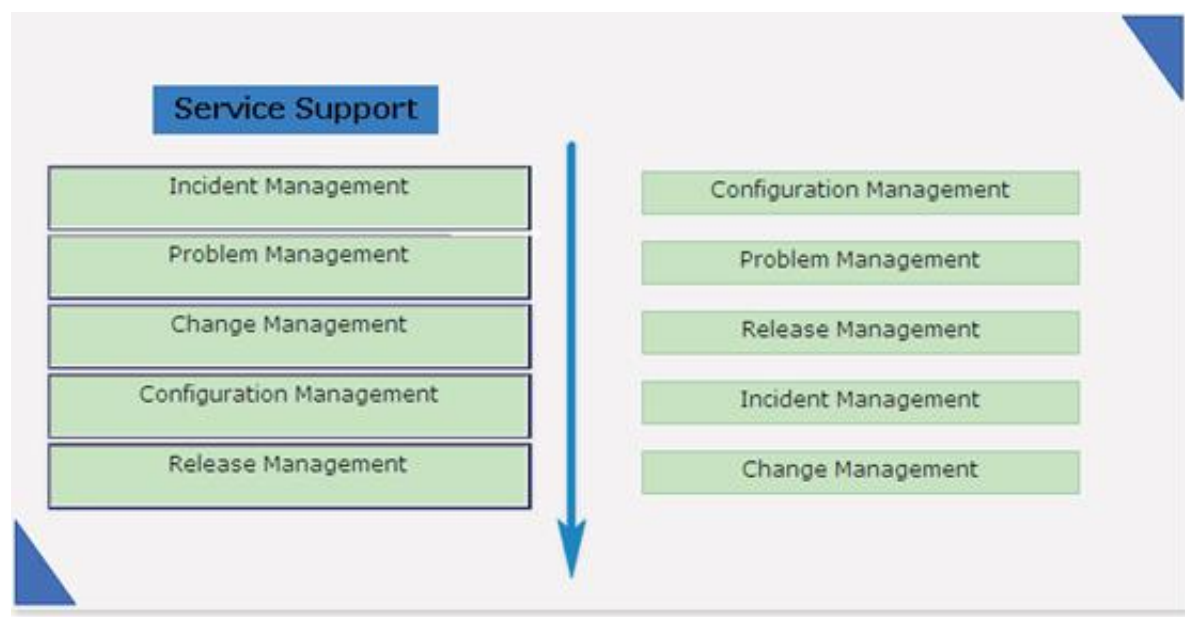 Service Support
Incident Management
Problem Management
Change Management
Configuration Management
Release Management
Configuration Management
Problem Management
Release Management
Incident Management
Change Management